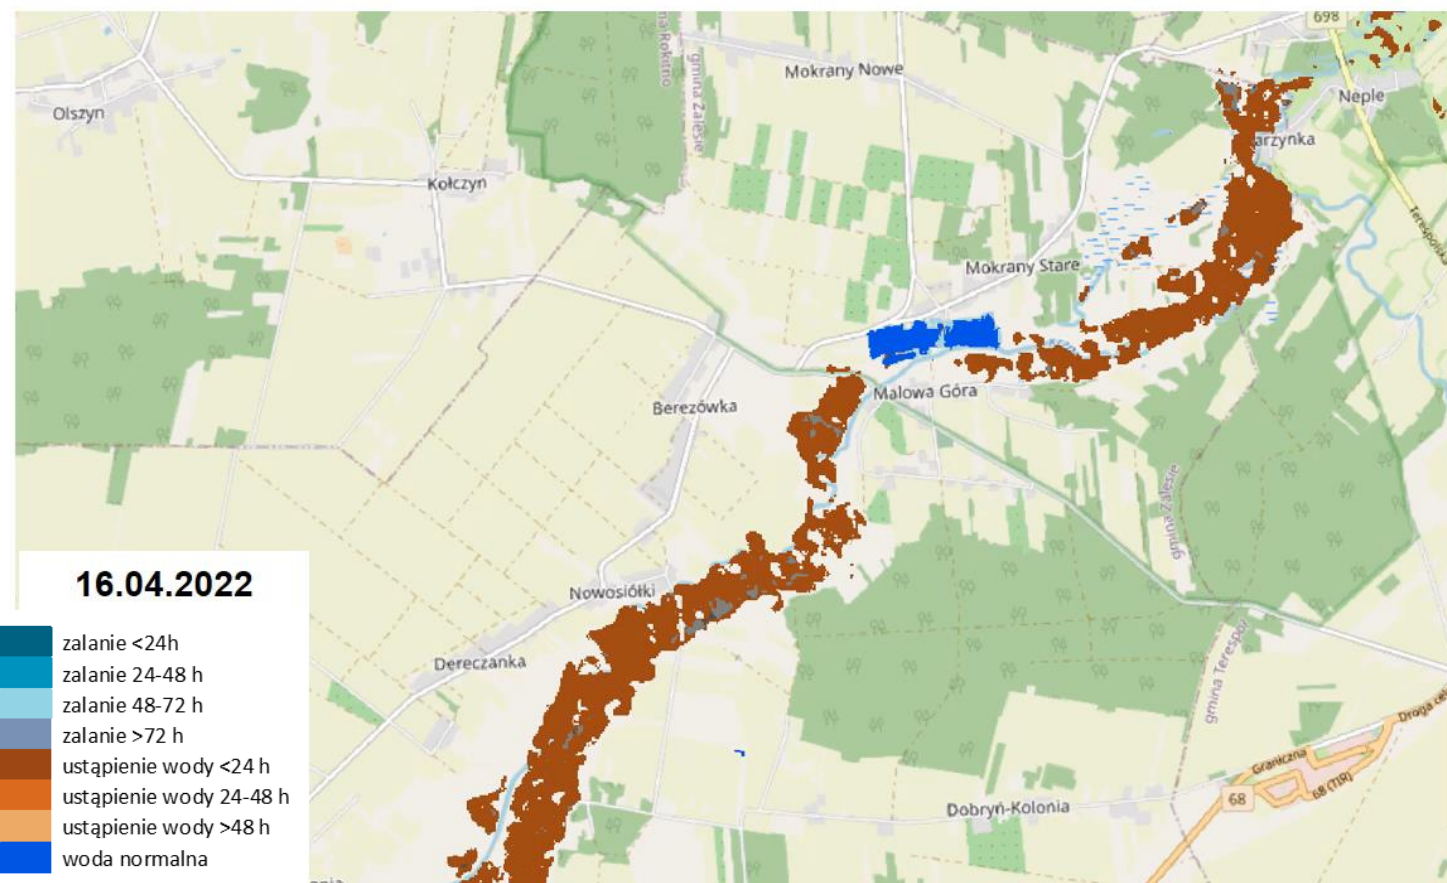 698
Mokrany Nowe
Neple
Olszyn
gmina Zalesie
arzynka
Kołczyn
Mokrany Stare
Malowa Góra
Berezówka
gmina Zalesie
16.04.2022
Nowosiółki
Dereczanka
zalanie <24h
zalanie 24-48 h
zalanie 48-72 h
zalanie >72 h
ustąpienie wody <24 h
ustąpienie wody 24-48 h
ustąpienie wody >48 h
woda normalna
gmina Terespol
Graniczna
68
68 (TIR)
Dobryń-Kolonia